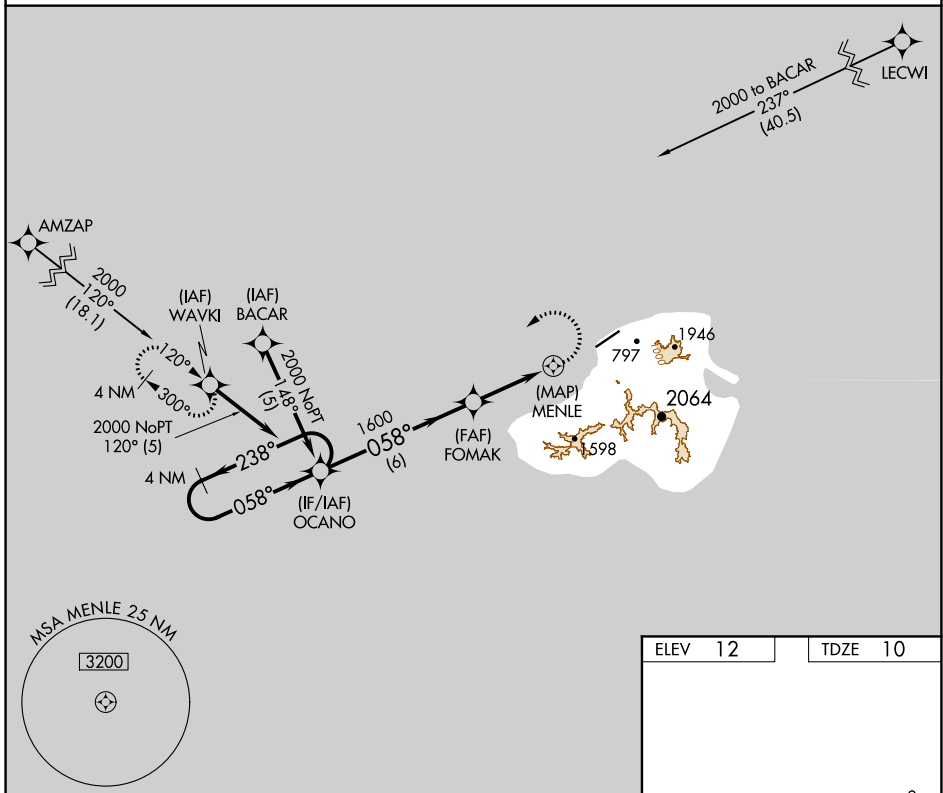 LECWI
2000 to BACAR
237°
(40.5)
AMZAP
2000
120°
(18.1)
(IAF)
WAVKI
(IAF)
BACAR
120°
300°
4 NM
2000 NoPT
120° (5)
2000 NoPT
148°
(5)
238°
4 NM
058°
(IF/IAF)
OCANO
1600
058°
(6)
(FAF)
FOMAK
(MAP)
MENLE
797
1946
2064
1598
MSA MENLE 25 NM
3200
ELEV 12
TDZE 10